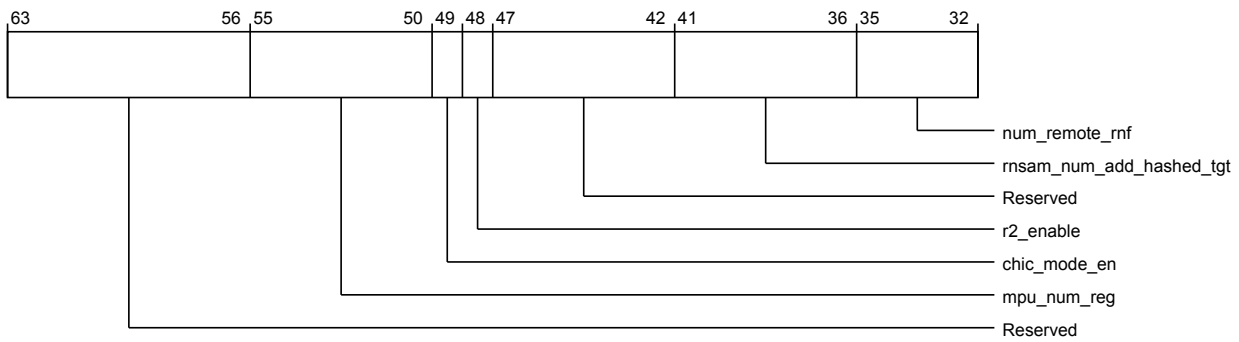 63 56 55 50 49 48 47 42 41 36 35 32
num_remote_rnf
rnsam_num_add_hashed_tgt
Reserved
r2_enable
chic_mode_en
mpu_num_reg
Reserved